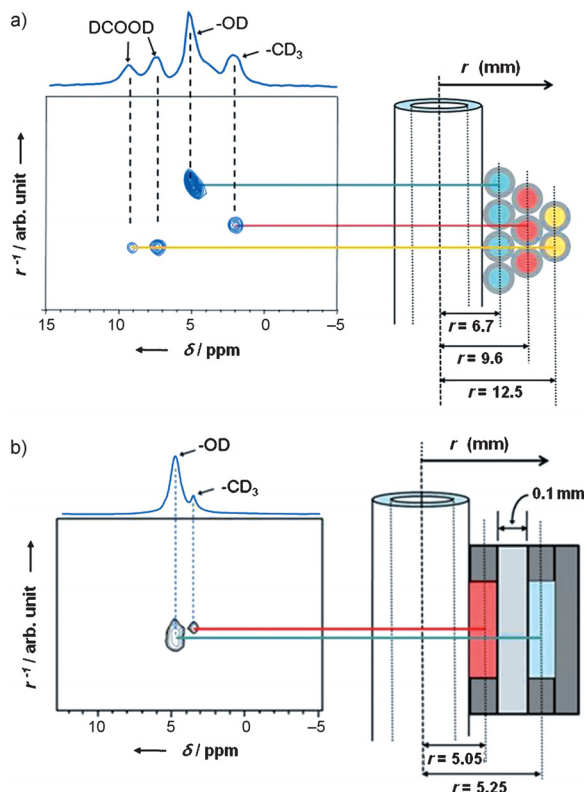 a)
DCOOD
-OD
-CD₃
r (mm)
r⁻¹ / arb. unit
15 10 5 0 -5
δ / ppm
r = 6.7
r = 9.6
r = 12.5
b)
-OD
-CD₃
r (mm)
0.1 mm
r⁻¹ / arb. unit
10 5 0 -5
δ / ppm
r = 5.05
r = 5.25